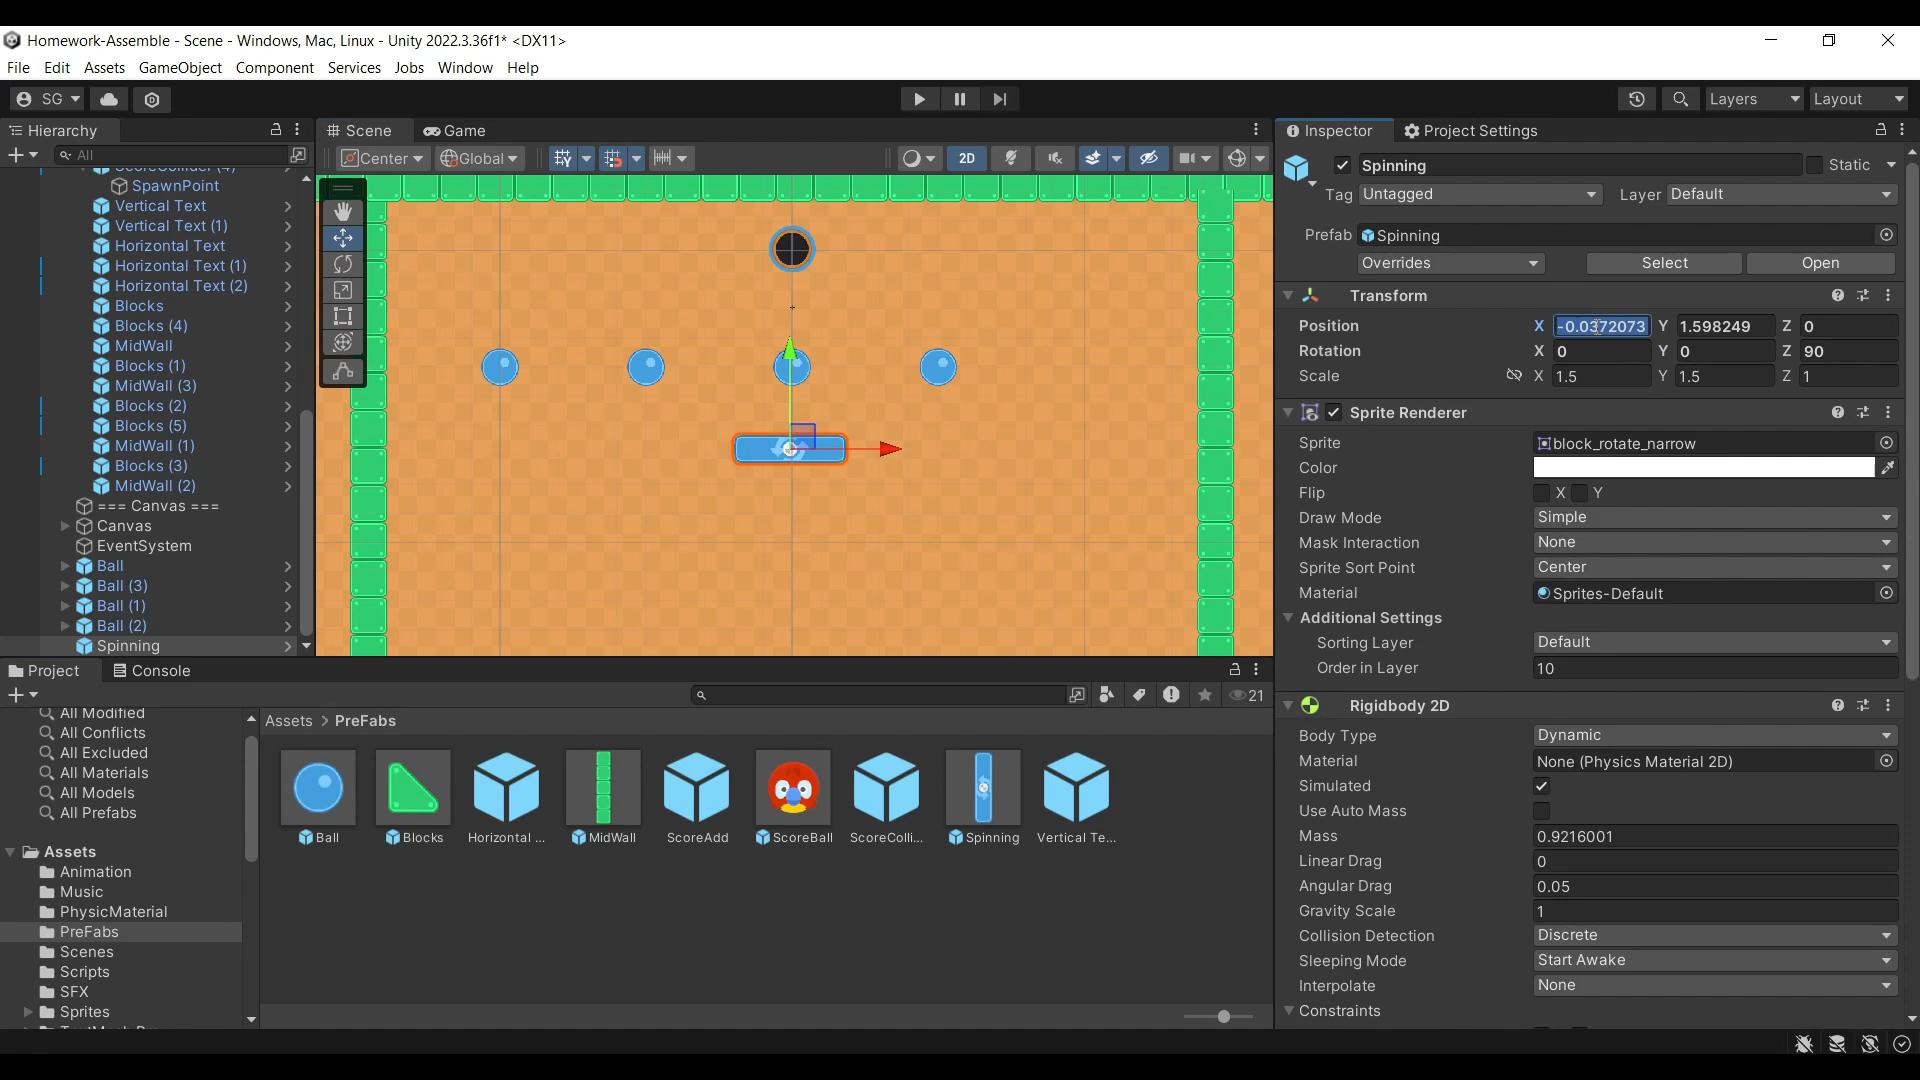 Homework-Assemble - Scene - Windows, Mac, Linux - Unity 2022.3.36f1* <DX11>
File Edit Assets GameObject Component Services Jobs Window Help
SG
Layers
Layout
Hierarchy
All
SpawnPoint
Vertical Text
Vertical Text (1)
Horizontal Text
Horizontal Text (1)
Horizontal Text (2)
Blocks
Blocks (4)
MidWall
Blocks (1)
MidWall (3)
Blocks (2)
Blocks (5)
MidWall (1)
Blocks (3)
MidWall (2)
=== Canvas ===
Canvas
EventSystem
Ball
Ball (3)
Ball (1)
Ball (2)
Spinning
Scene
Game
Center
Global
2D
Project
Console
21
All Modified
All Conflicts
All Excluded
All Materials
All Models
All Prefabs
Assets
Animation
Music
PhysicMaterial
PreFabs
Scenes
Scripts
SFX
Sprites
Assets > PreFabs
Ball
Blocks
Horizontal ...
MidWall
ScoreAdd
ScoreBall
ScoreColli...
Spinning
Vertical Te...
Inspector
Project Settings
Spinning
Static
Tag Untagged
Layer Default
Prefab Spinning
Overrides
Select
Open
Transform
Position X -0.0372073 Y 1.598249 Z 0
Rotation X 0 Y 0 Z 90
Scale X 1.5 Y 1.5 Z 1
Sprite Renderer
Sprite block_rotate_narrow
Color
Flip X Y
Draw Mode Simple
Mask Interaction None
Sprite Sort Point Center
Material Sprites-Default
Additional Settings
Sorting Layer Default
Order in Layer 10
Rigidbody 2D
Body Type Dynamic
Material None (Physics Material 2D)
Simulated
Use Auto Mass
Mass 0.9216001
Linear Drag 0
Angular Drag 0.05
Gravity Scale 1
Collision Detection Discrete
Sleeping Mode Start Awake
Interpolate None
Constraints